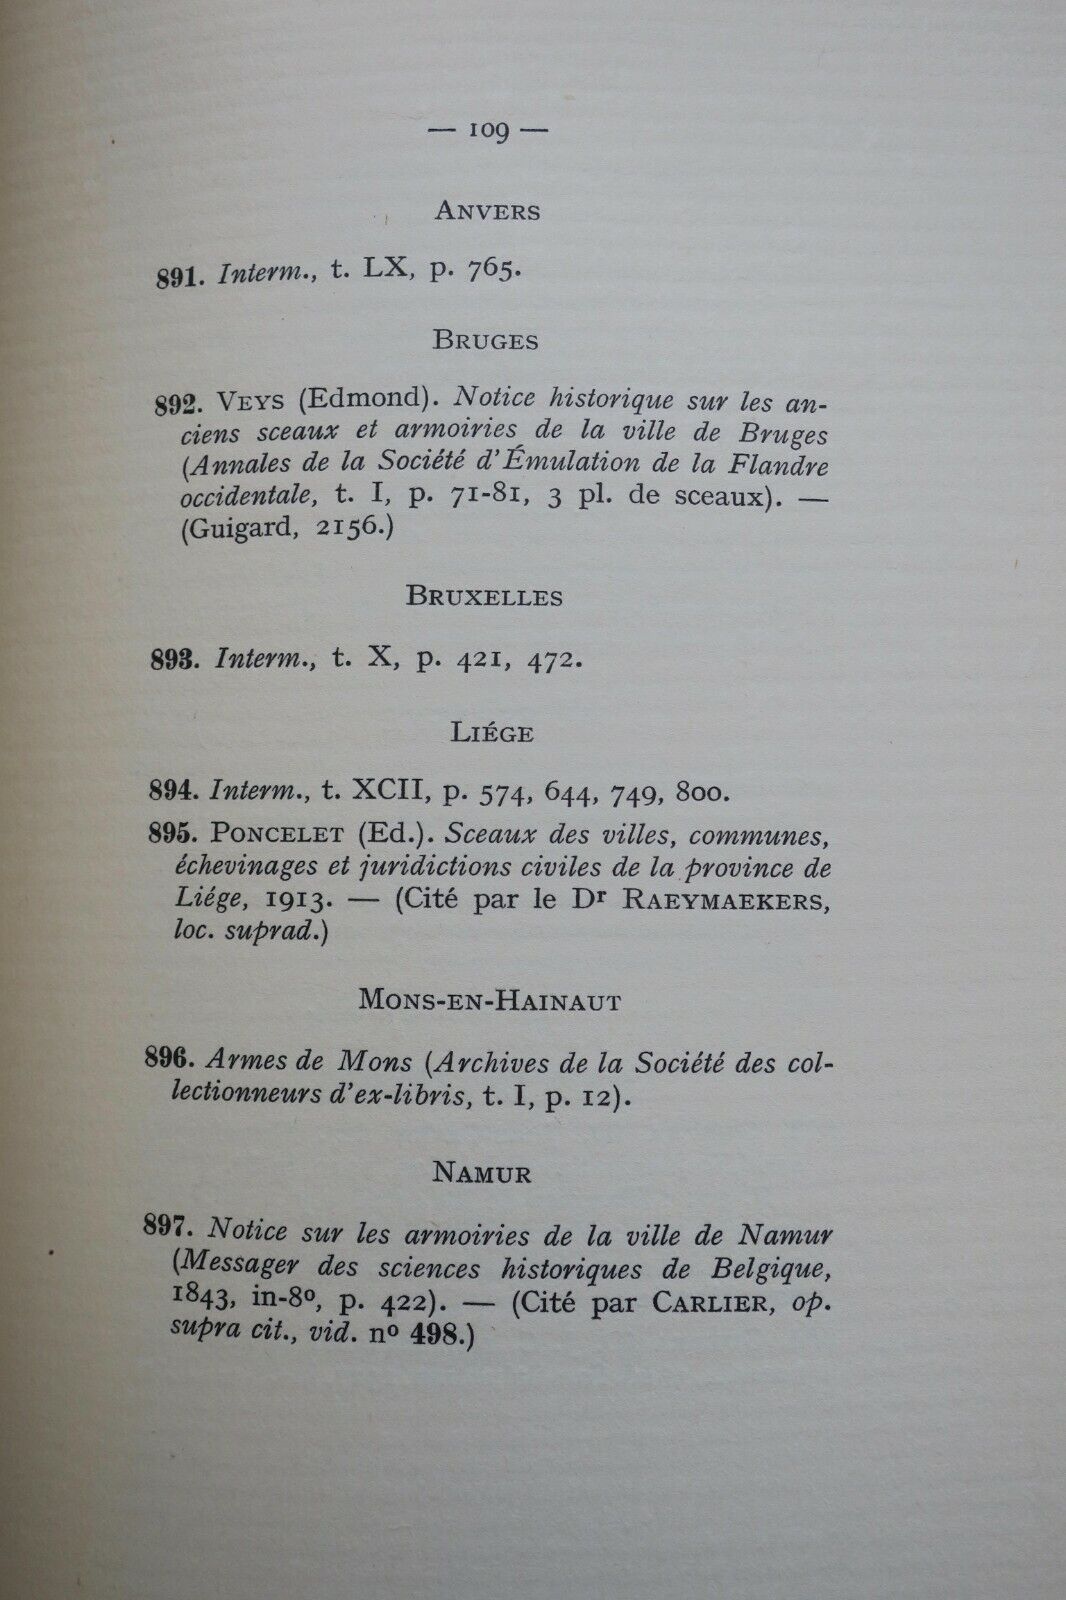 — 109 —
ANVERS
891. Interm., t. LX, p. 765.
BRUGES
892. VEYS (Edmond). Notice historique sur les an-
ciens sceaux et armoiries de la ville de Bruges
(Annales de la Société d'Émulation de la Flandre
occidentale, t. I, p. 71-81, 3 pl. de sceaux). —
(Guigard, 2156.)
BRUXELLES
893. Interm., t. X, p. 421, 472.
LIÉGE
894. Interm., t. XCII, p. 574, 644, 749, 800.
895. PONCELET (Ed.). Sceaux des villes, communes,
échevinages et juridictions civiles de la province de
Liége, 1913. — (Cité par le Dr RAEYMAEKERS,
loc. suprad.)
MONS-EN-HAINAUT
896. Armes de Mons (Archives de la Société des col-
lectionneurs d'ex-libris, t. I, p. 12).
NAMUR
897. Notice sur les armoiries de la ville de Namur
(Messager des sciences historiques de Belgique,
1843, in-8º, p. 422). — (Cité par CARLIER, op.
supra cit., vid. nº 498.)